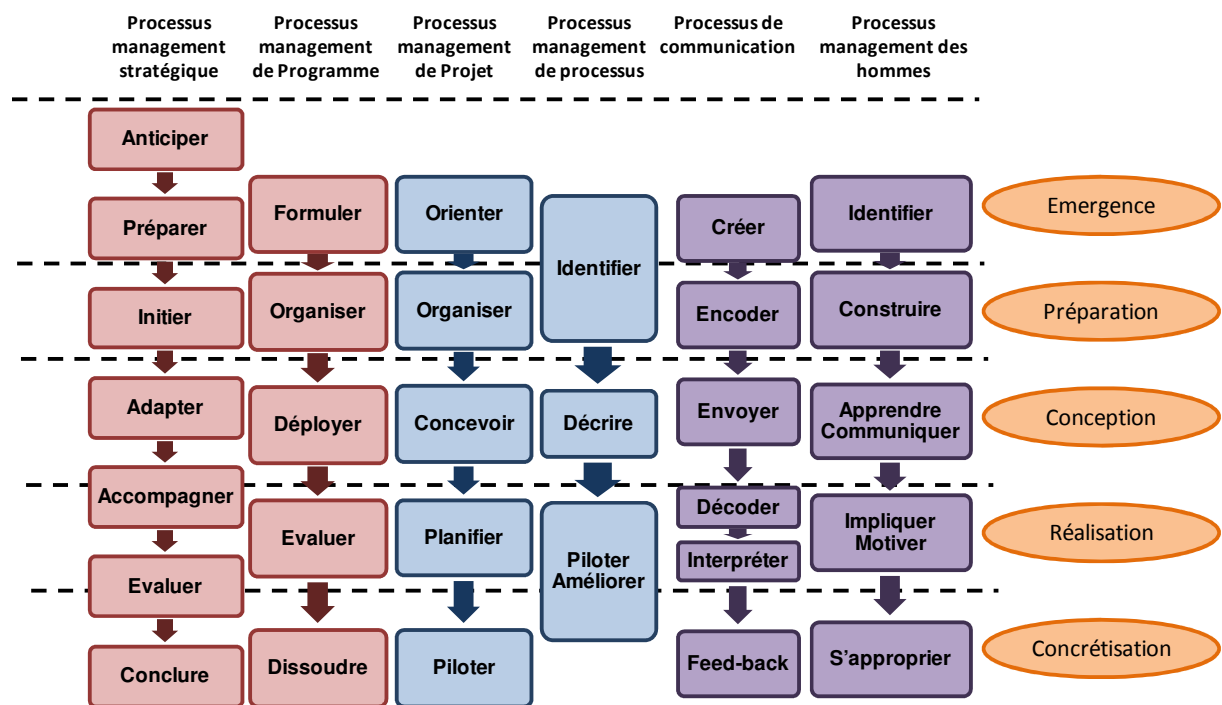 Processus
management
stratégique
Processus
management
de Programme
Processus
management
de Projet
Processus
management
de processus
Processus de
communication
Processus
management des
hommes
Anticiper
Préparer
Formuler
Orienter
Identifier
Créer
Identifier
Emergence
Initier
Organiser
Organiser
Encoder
Construire
Préparation
Adapter
Déployer
Concevoir
Décrire
Envoyer
Apprendre
Communiquer
Conception
Accompagner
Evaluer
Planifier
Piloter
Améliorer
Décoder
Interpréter
Impliquer
Motiver
Réalisation
Evaluer
Conclure
Dissoudre
Piloter
Feed-back
S'approprier
Concrétisation